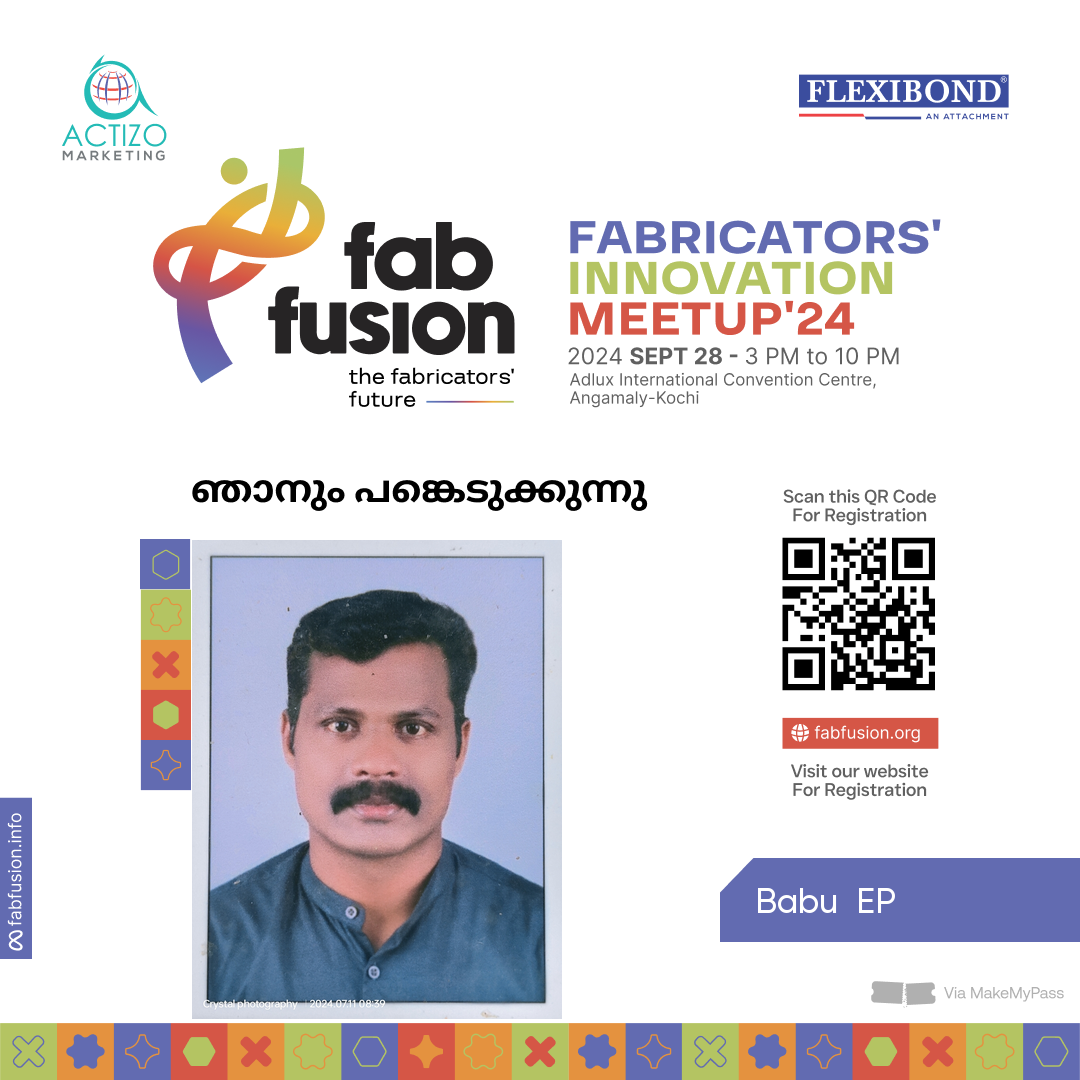 ACTIZO
MARKETING
FLEXIBOND®
AN ATTACHMENT
fab
fusion
the fabricators'
future
FABRICATORS'
INNOVATION
MEETUP'24
2024 SEPT 28 - 3 PM to 10 PM
Adlux International Convention Centre,
Angamaly-Kochi
ഞാനും പങ്കെടുക്കുന്നു
Scan this QR Code
For Registration
fabfusion.org
Visit our website
For Registration
fabfusion.info
Babu EP
Crystal photography | 2024.07.11 08:39
Via MakeMyPass